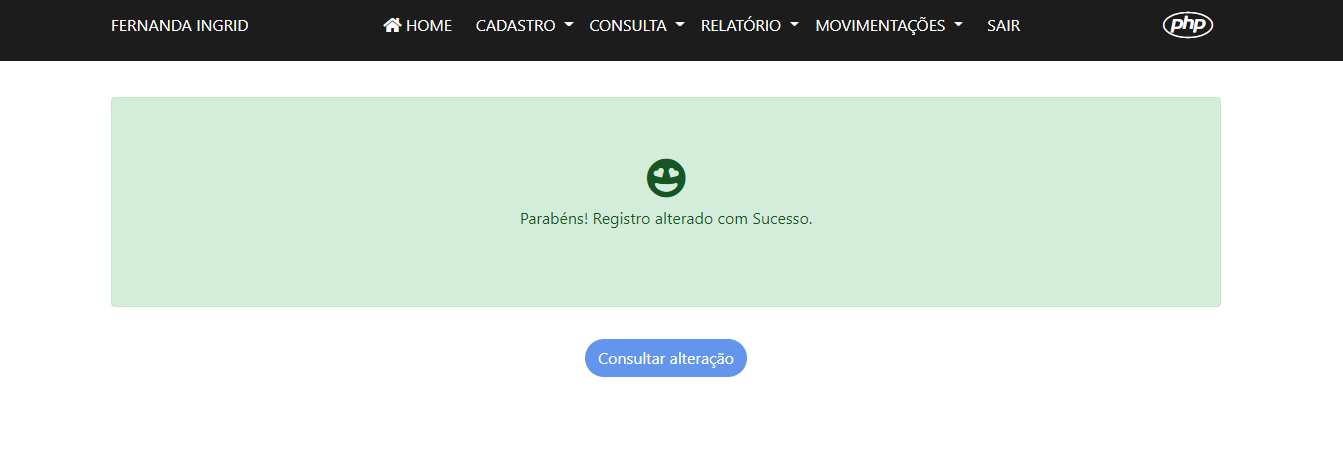 FERNANDA INGRID HOME CADASTRO CONSULTA RELATÓRIO MOVIMENTAÇÕES SAIR php
Parabéns! Registro alterado com Sucesso.
Consultar alteração